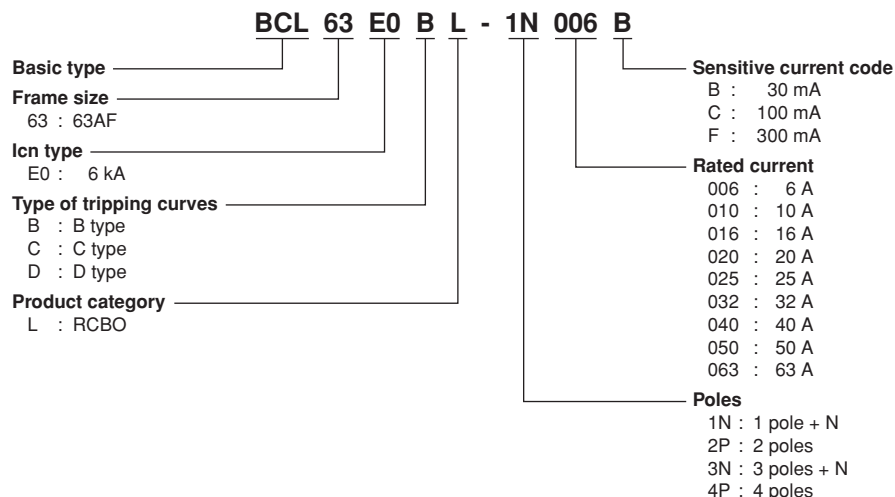 BCL 63 E0 B L - 1N 006 B
Basic type
Frame size
63 : 63AF
Icn type
E0 : 6 kA
Type of tripping curves
B : B type
C : C type
D : D type
Product category
L : RCBO
Sensitive current code
B : 30 mA
C : 100 mA
F : 300 mA
Rated current
006 : 6 A
010 : 10 A
016 : 16 A
020 : 20 A
025 : 25 A
032 : 32 A
040 : 40 A
050 : 50 A
063 : 63 A
Poles
1N : 1 pole + N
2P : 2 poles
3N : 3 poles + N
4P : 4 poles